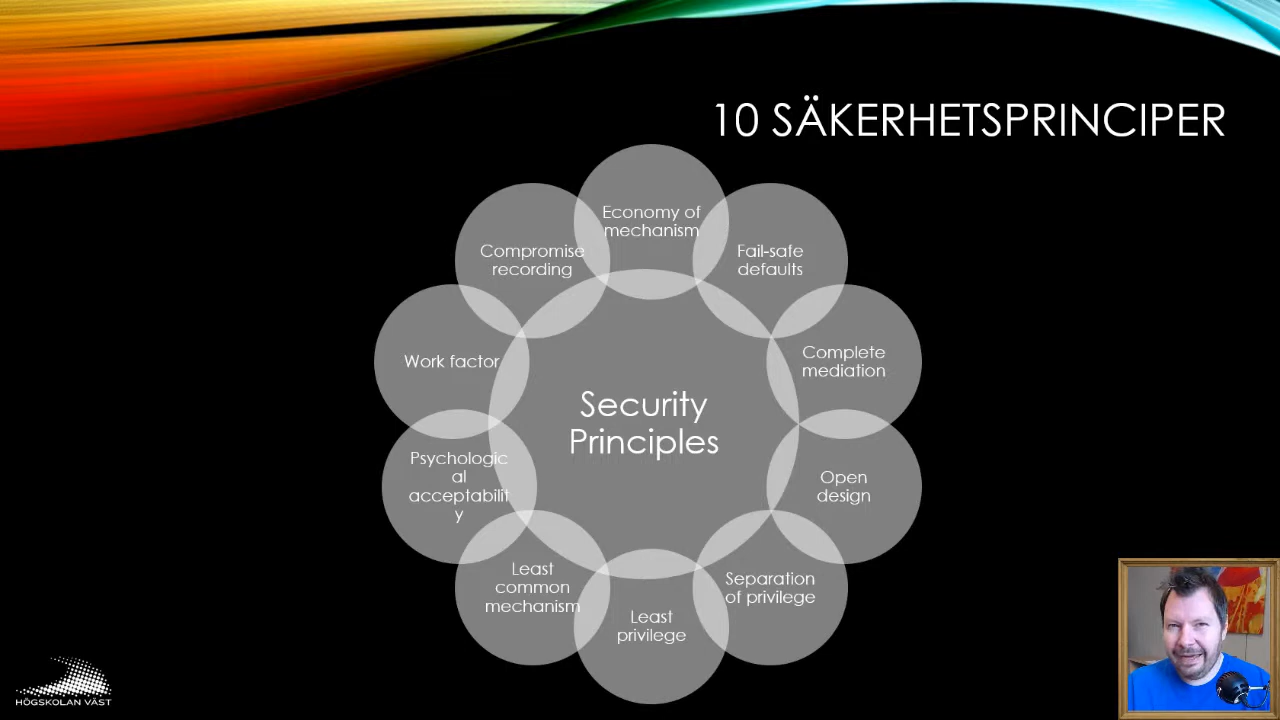 10 SÄKERHETSPRINCIPER
Economy of
mechanism
Fail-safe
defaults
Complete
mediation
Open
design
Separation
of privilege
Least
privilege
Least
common
mechanism
Psychologic
al
acceptabilit
y
Work factor
Compromise
recording
Security
Principles
HÖGSKOLAN VÄST